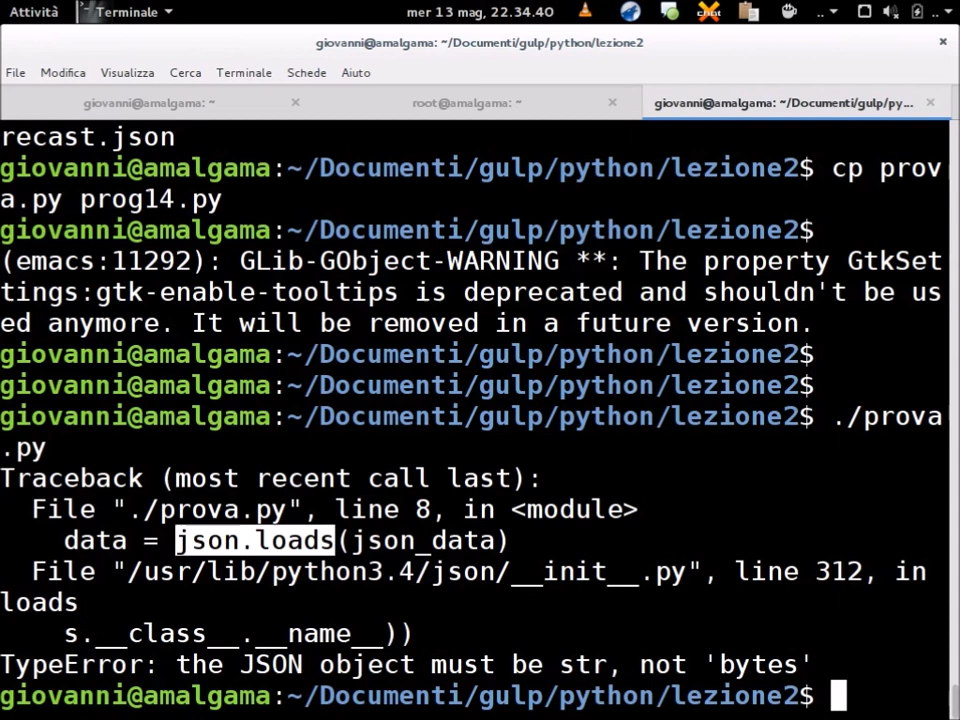 Attività Terminale mer 13 mag, 22.34.40
giovanni@amalgama: ~/Documenti/gulp/python/lezione2
File Modifica Visualizza Cerca Terminale Schede Aiuto
giovanni@amalgama: ~ root@amalgama: ~ giovanni@amalgama: ~/Documenti/gulp/py...
recast.json
giovanni@amalgama:~/Documenti/gulp/python/lezione2$ cp prov
a.py prog14.py
giovanni@amalgama:~/Documenti/gulp/python/lezione2$
(emacs:11292): GLib-GObject-WARNING **: The property GtkSet
tings:gtk-enable-tooltips is deprecated and shouldn't be us
ed anymore. It will be removed in a future version.
giovanni@amalgama:~/Documenti/gulp/python/lezione2$
giovanni@amalgama:~/Documenti/gulp/python/lezione2$
giovanni@amalgama:~/Documenti/gulp/python/lezione2$ ./prova
.py
Traceback (most recent call last):
File "./prova.py", line 8, in <module>
data = json.loads(json_data)
File "/usr/lib/python3.4/json/__init__.py", line 312, in
loads
s.__class__.__name__))
TypeError: the JSON object must be str, not 'bytes'
giovanni@amalgama:~/Documenti/gulp/python/lezione2$